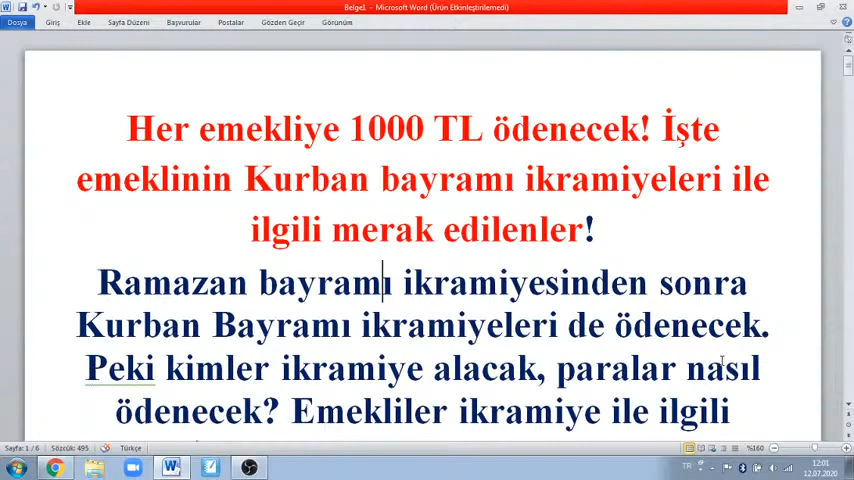 Belge1 - Microsoft Word (Ürün Etkinleştirilemedi)
Dosya Giriş Ekle Sayfa Düzeni Başvurular Postalar Gözden Geçir Görünüm
Her emekliye 1000 TL ödenecek! İşte
emeklinin Kurban bayramı ikramiyeleri ile
ilgili merak edilenler!
Ramazan bayramı ikramiyesinden sonra
Kurban Bayramı ikramiyeleri de ödenecek.
Peki kimler ikramiye alacak, paralar nasıl
ödenecek? Emekliler ikramiye ile ilgili
Sayfa: 1 / 6 Sözcük: 495 Türkçe %160
TR 12:01
12.07.2020